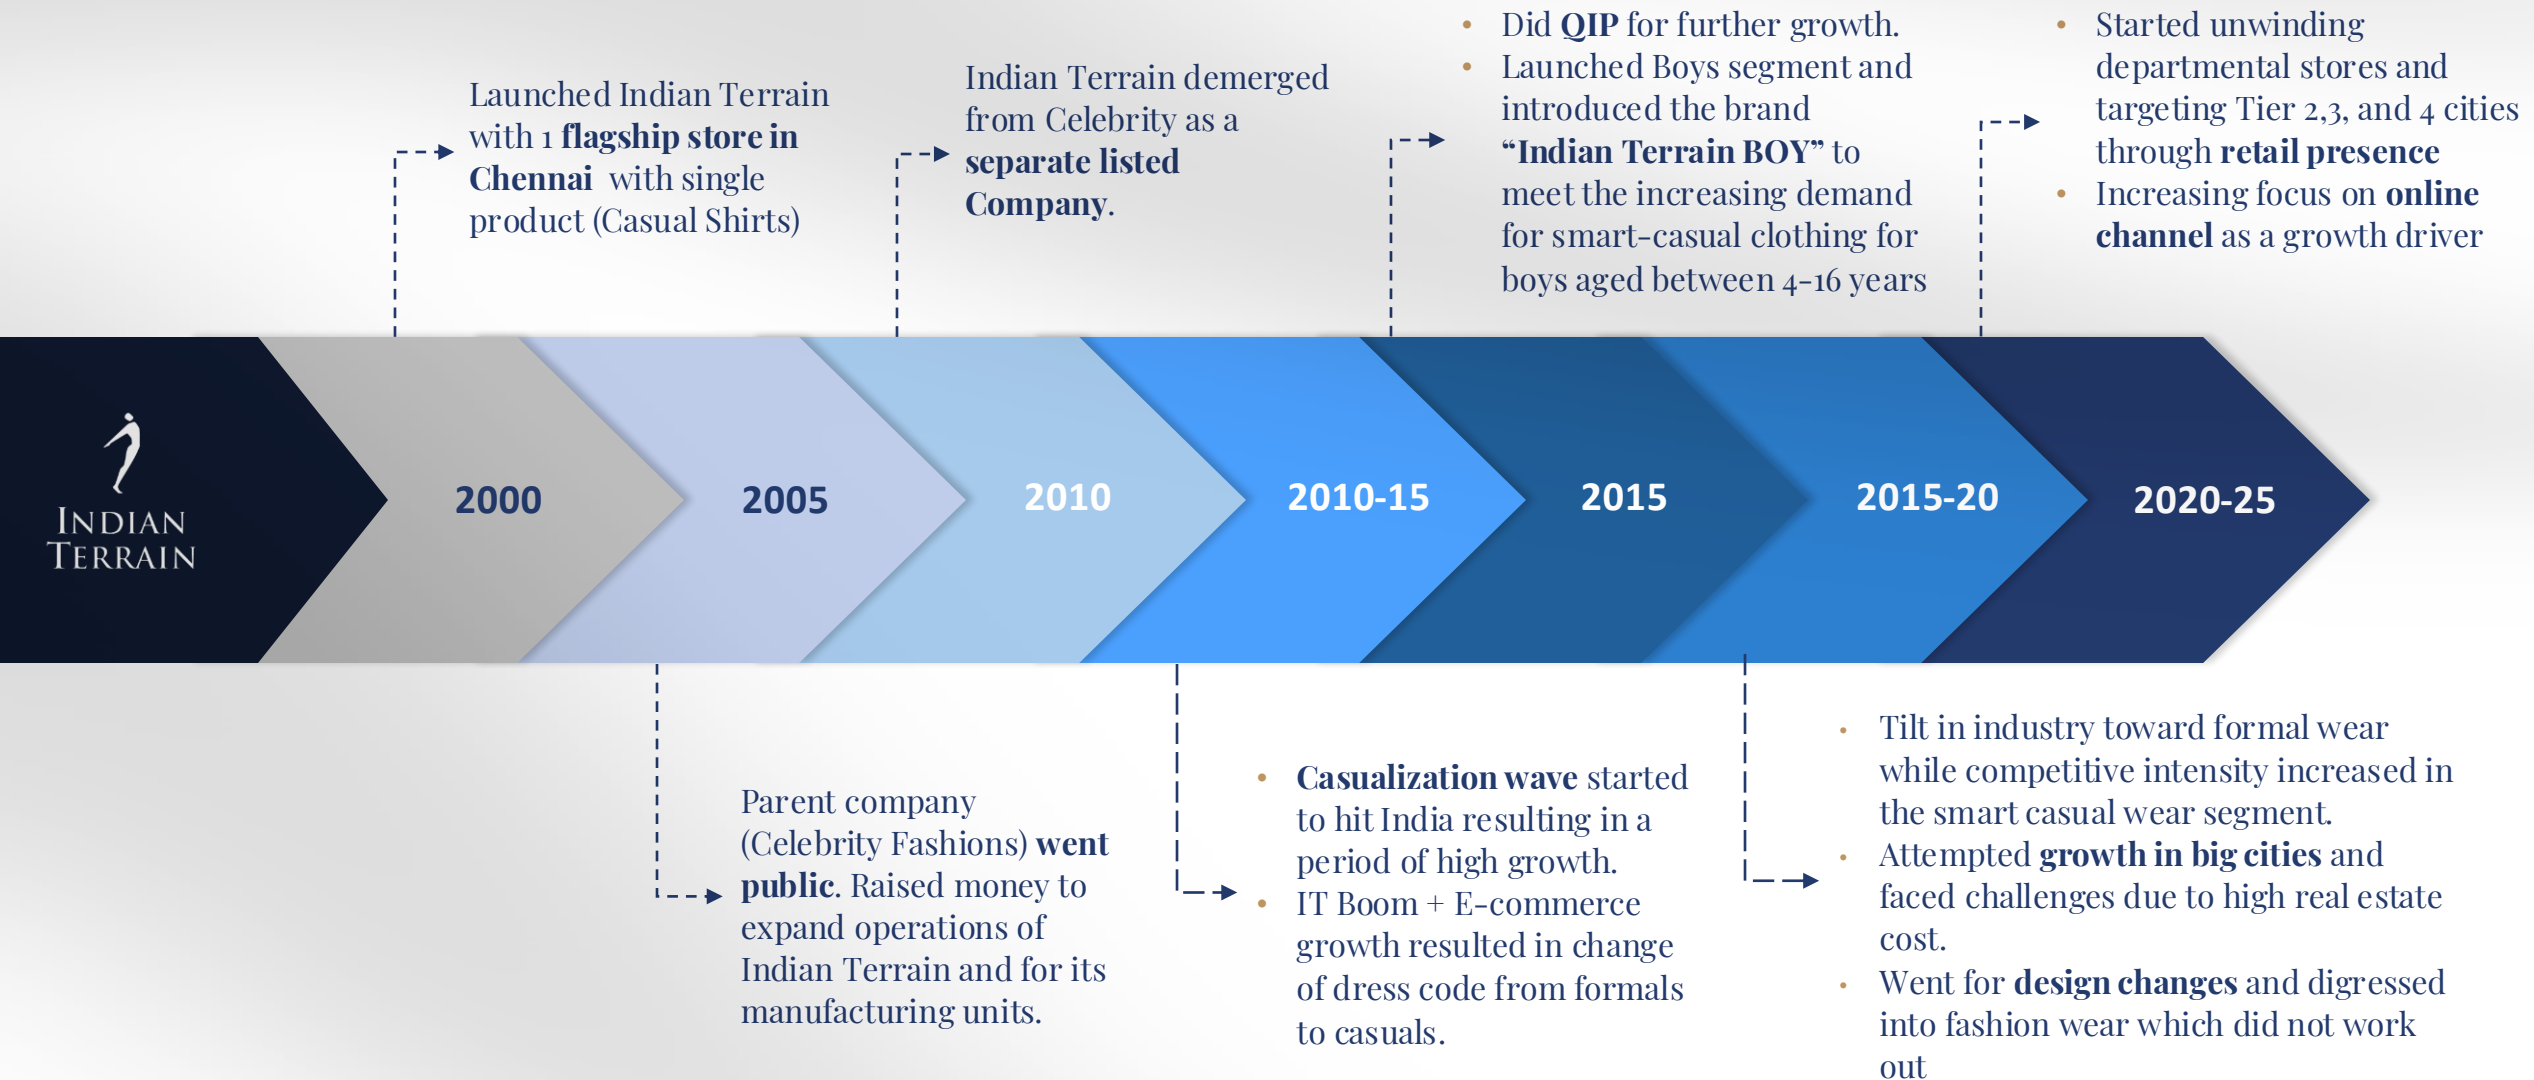 Launched Indian Terrain
with 1 flagship store in
Chennai with single
product (Casual Shirts)
Indian Terrain demerged
from Celebrity as a
separate listed
Company.
• Did QIP for further growth.
• Launched Boys segment and
introduced the brand
“Indian Terrain BOY” to
meet the increasing demand
for smart-casual clothing for
boys aged between 4-16 years
• Started unwinding
departmental stores and
targeting Tier 2,3, and 4 cities
through retail presence
• Increasing focus on online
channel as a growth driver
INDIAN
TERRAIN
2000
2005
2010
2010-15
2015
2015-20
2020-25
Parent company
(Celebrity Fashions) went
public. Raised money to
expand operations of
Indian Terrain and for its
manufacturing units.
• Casualization wave started
to hit India resulting in a
period of high growth.
• IT Boom + E-commerce
growth resulted in change
of dress code from formals
to casuals.
• Tilt in industry toward formal wear
while competitive intensity increased in
the smart casual wear segment.
• Attempted growth in big cities and
faced challenges due to high real estate
cost.
• Went for design changes and digressed
into fashion wear which did not work
out